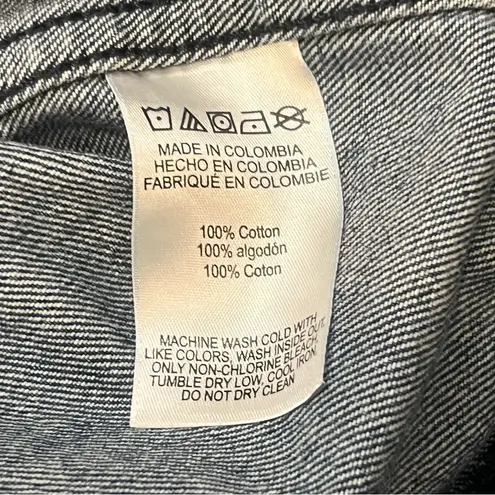 MADE IN COLOMBIA
HECHO EN COLOMBIA
FABRIQUÉ EN COLOMBIE
100% Cotton
100% algodón
100% Coton
MACHINE WASH COLD WITH
LIKE COLORS, WASH INSIDE OUT,
ONLY NON-CHLORINE BLEACH,
TUMBLE DRY LOW, COOL IRON,
DO NOT DRY CLEAN